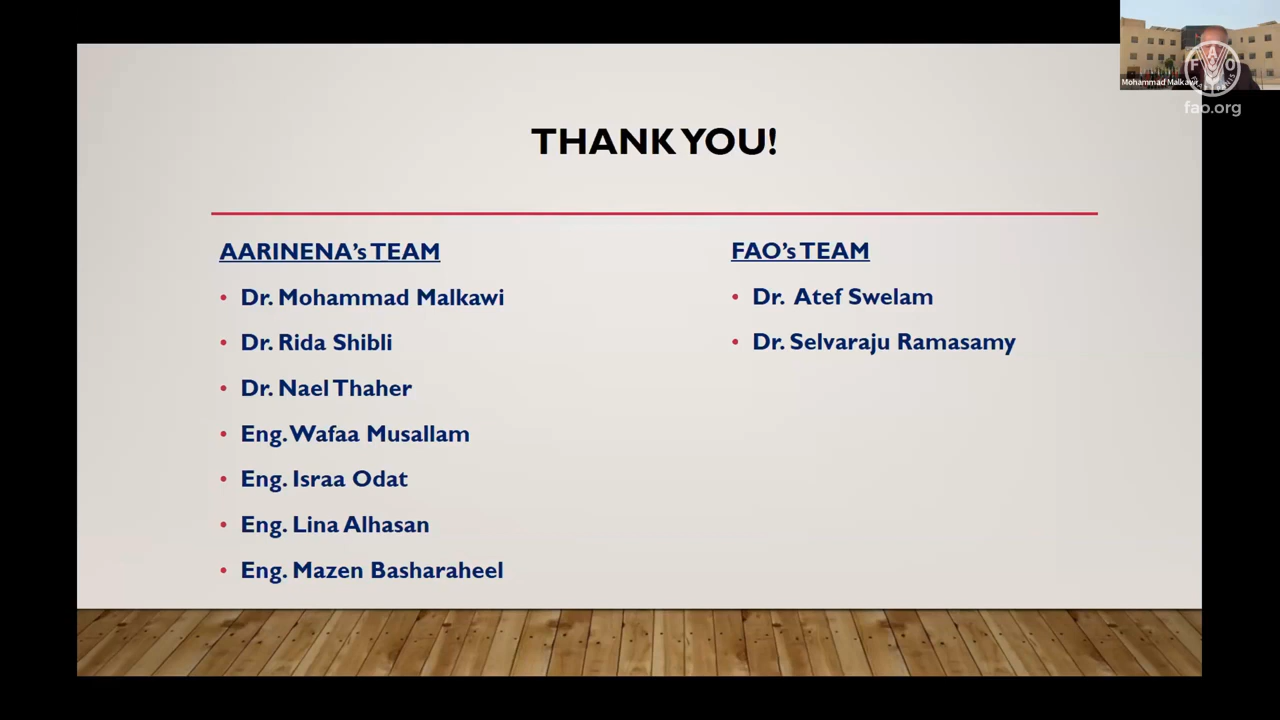 THANK YOU!
AARINENA's TEAM
• Dr. Mohammad Malkawi
• Dr. Rida Shibli
• Dr. Nael Thaher
• Eng. Wafaa Musallam
• Eng. Israa Odat
• Eng. Lina Alhasan
• Eng. Mazen Basharaheel
FAO's TEAM
• Dr. Atef Swelam
• Dr. Selvaraju Ramasamy
Mohammad Malkawi
FAO
fao.org